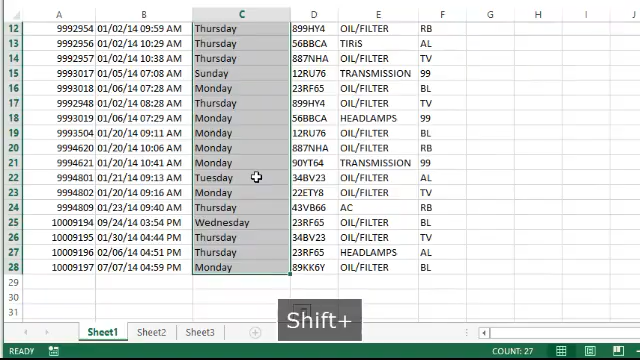 A B C D E F G H I
12 9992954 01/02/14 09:59 AM Thursday 899HY4 OIL/FILTER RB
13 9992956 01/02/14 10:29 AM Thursday 56BBCA TIRiS AL
14 9992957 01/02/14 10:38 AM Thursday 887NHA OIL/FILTER TV
15 9993017 01/05/14 07:08 AM Sunday 12RU76 TRANSMISSION 99
16 9993018 01/06/14 07:28 AM Monday 23RF65 OIL/FILTER BL
17 9992948 01/02/14 08:28 AM Thursday 899HY4 OIL/FILTER TV
18 9993019 01/06/14 07:29 AM Monday 56BBCA HEADLAMPS AL
19 9993504 01/20/14 09:11 AM Monday 12RU76 OIL/FILTER BL
20 9994620 01/20/14 10:06 AM Monday 887NHA OIL/FILTER RB
21 9994621 01/20/14 10:41 AM Monday 90YT64 TRANSMISSION 99
22 9994801 01/21/14 09:13 AM Tuesday 34BV23 OIL/FILTER AL
23 9994802 01/20/14 09:16 AM Monday 22ETY8 OIL/FILTER TV
24 9994809 01/23/14 09:40 AM Thursday 43VB66 AC RB
25 10009194 09/24/14 03:54 PM Wednesday 23RF65 OIL/FILTER BL
26 10009195 01/30/14 04:44 PM Thursday 34BV23 OIL/FILTER TV
27 10009196 02/06/14 04:51 PM Thursday 23RF65 HEADLAMPS AL
28 10009197 07/07/14 04:59 PM Monday 89KK6Y OIL/FILTER BL
29
30
31
Shift+
Sheet1 Sheet2 Sheet3
READY COUNT: 27